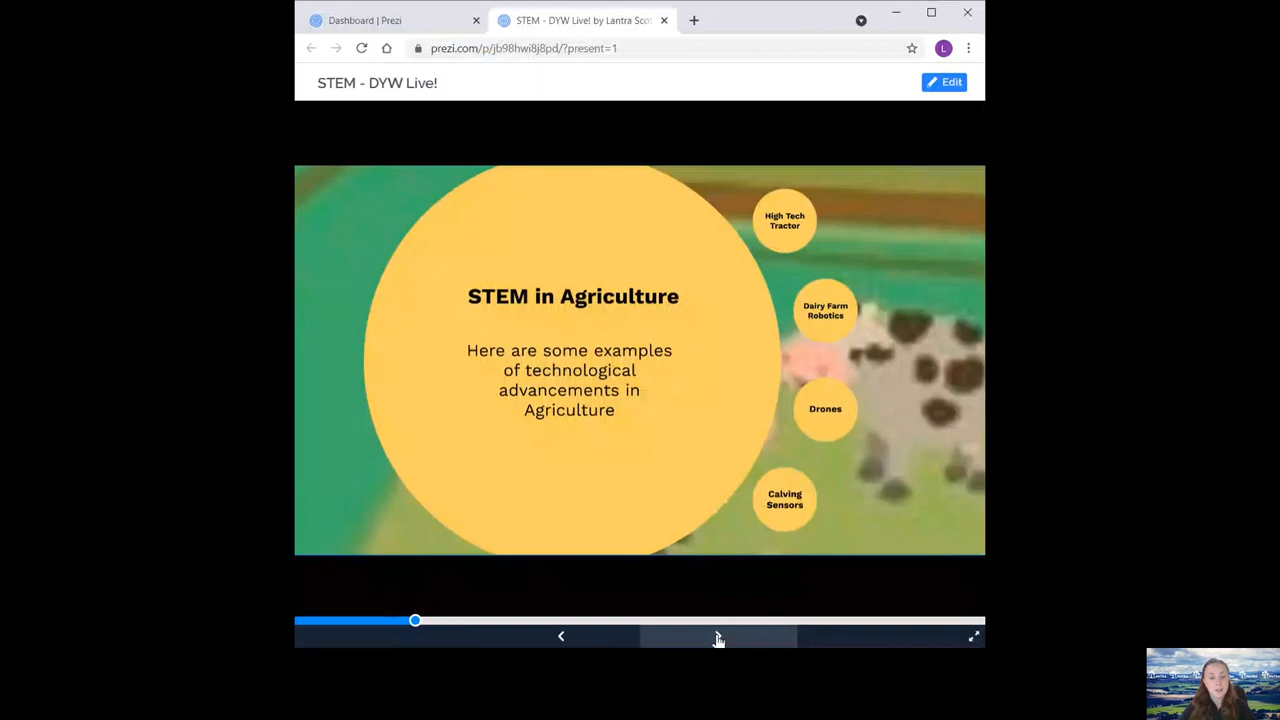 Dashboard | Prezi
STEM - DYW Live! by Lantra Scot
prezi.com/p/jb98hwi8j8pd/?present=1
L
STEM - DYW Live!
Edit
High Tech
Tractor
STEM in Agriculture
Dairy Farm
Robotics
Here are some examples
of technological
advancements in
Agriculture
Drones
Calving
Sensors